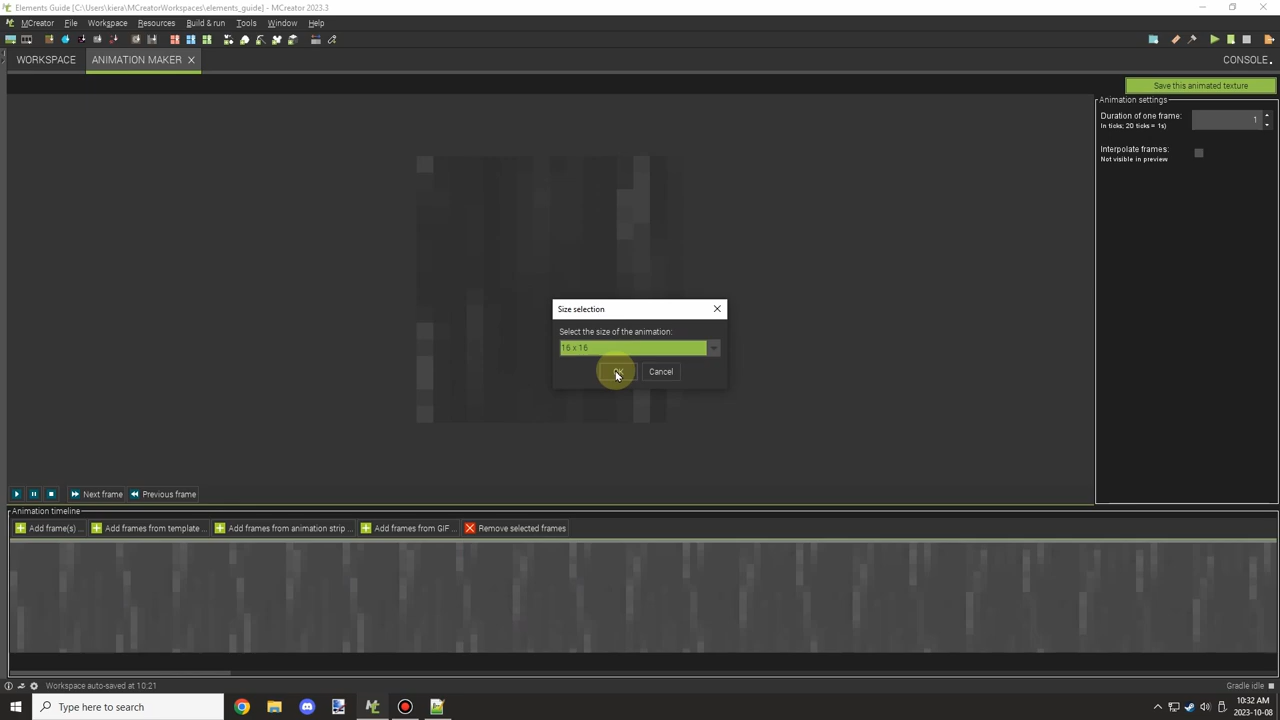 Elements Guide [C:\Users\kiera\MCreatorWorkspaces\elements_guide] - MCreator 2023.3
MCreator File Workspace Resources Build & run Tools Window Help
WORKSPACE ANIMATION MAKER CONSOLE
Save this animated texture
Animation settings
Duration of one frame: 1
In ticks; 20 ticks = 1s)
Interpolate frames:
Not visible in preview
Size selection
Select the size of the animation:
16 x 16
OK Cancel
Next frame Previous frame
Animation timeline
Add frame(s) ... Add frames from template ... Add frames from animation strip ... Add frames from GIF ... Remove selected frames
Workspace auto-saved at 10:21 Gradle idle
Type here to search
10:32 AM
2023-10-08